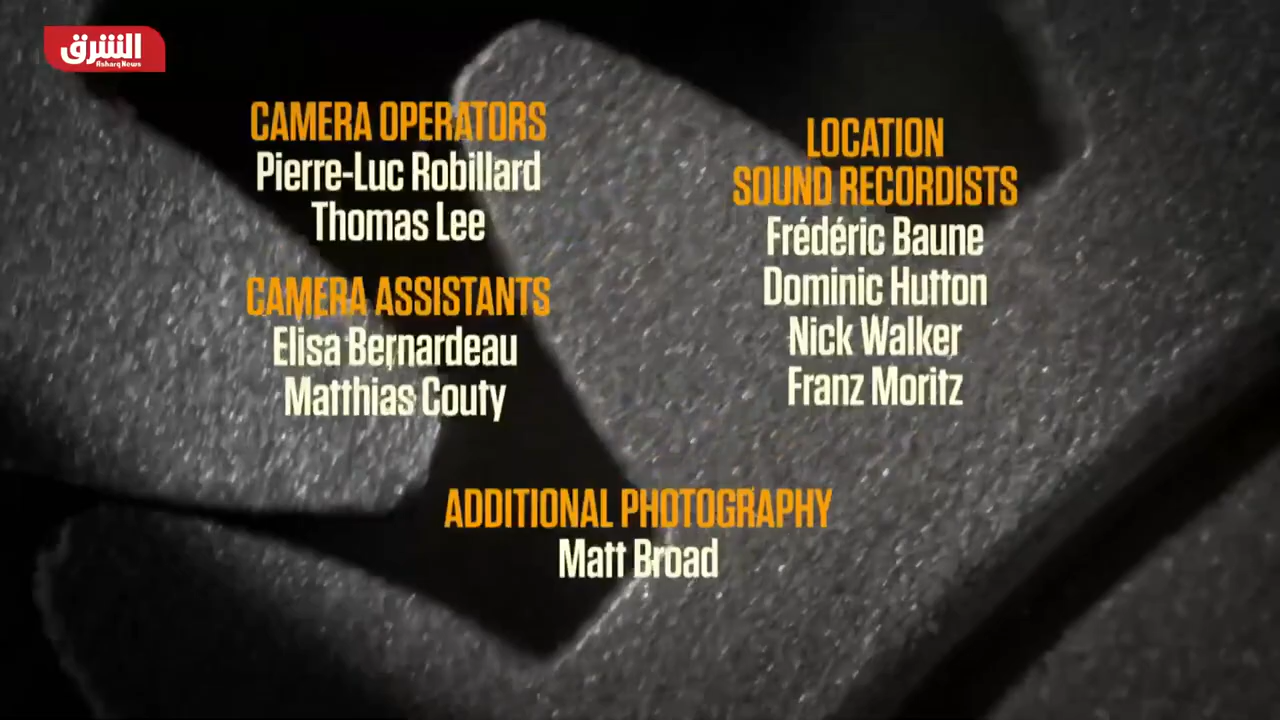 الشرق
Asharq News
CAMERA OPERATORS
Pierre-Luc Robillard
Thomas Lee
CAMERA ASSISTANTS
Elisa Bernardeau
Matthias Couty
LOCATION
SOUND RECORDISTS
Frédéric Baune
Dominic Hutton
Nick Walker
Franz Moritz
ADDITIONAL PHOTOGRAPHY
Matt Broad